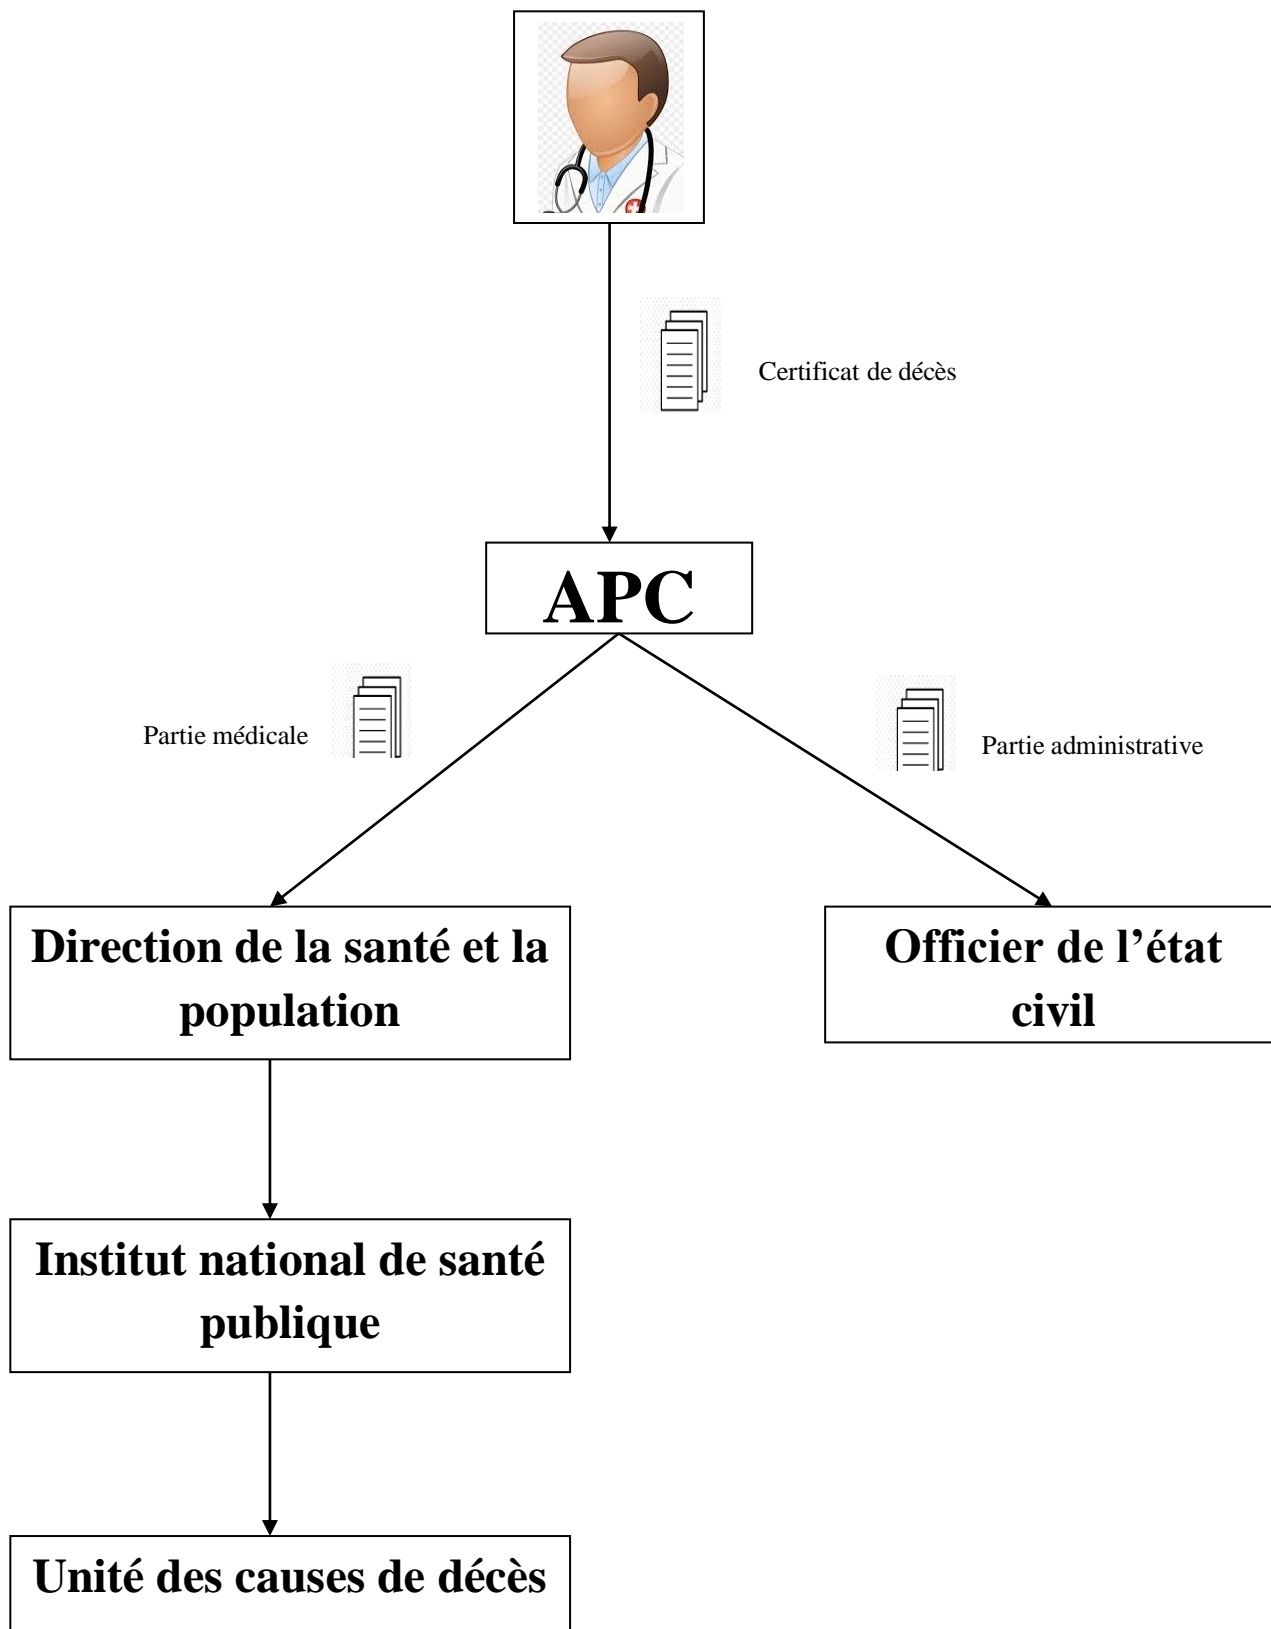 Certificat de décès
APC
Partie médicale
Partie administrative
Direction de la santé et la
population
Officier de l’état
civil
Institut national de santé
publique
Unité des causes de décès